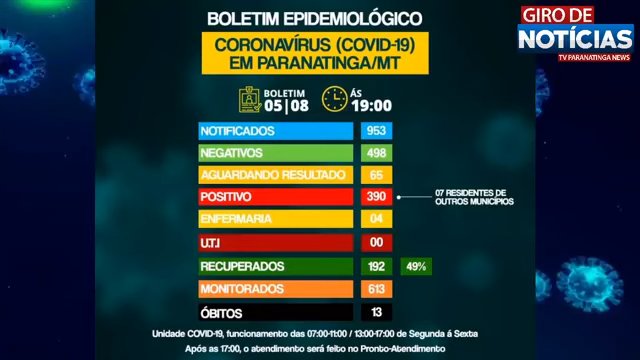 BOLETIM EPIDEMIOLÓGICO
CORONAVÍRUS (COVID-19)
EM PARANATINGA/MT
GIRO DE
NOTÍCIAS
TV PARANATINGA NEWS
BOLETIM
05|08
ÁS
19:00
NOTIFICADOS 953
NEGATIVOS 498
AGUARDANDO RESULTADO 65
POSITIVO 390
07 RESIDENTES DE
OUTROS MUNICÍPIOS
ENFERMARIA 04
U.T.I 00
RECUPERADOS 192 49%
MONITORADOS 613
ÓBITOS 13
Unidade COVID-19, funcionamento das 07:00-11:00 / 13:00-17:00 de Segunda á Sexta
Após as 17:00, o atendimento será feito no Pronto-Atendimento